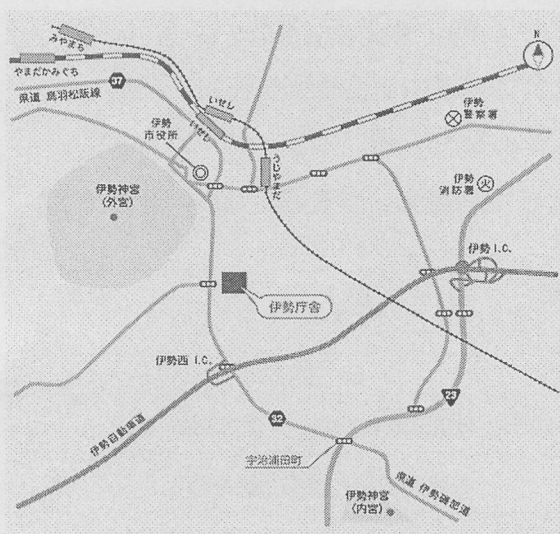 みやまち
N
やまだかみぐち
37
県道 鳥羽松阪線
いせし
いせし
伊勢
市役所
伊勢
警察署
うじやまだ
伊勢
消防署
火
伊勢神宮
(外宮)
伊勢 I.C.
伊勢庁舎
伊勢西 I.C.
23
32
伊勢自動車道
宇治浦田町
県道 伊勢磯部道
伊勢神宮
(内宮)